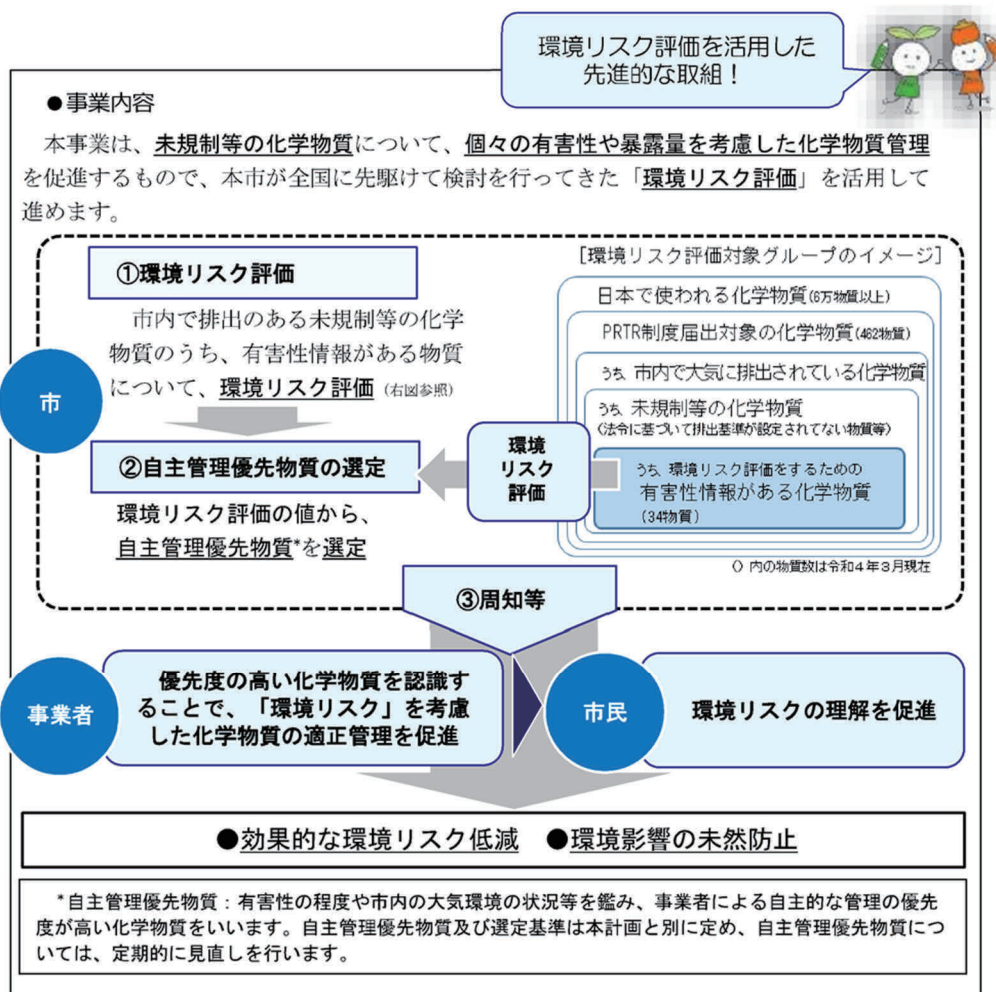 環境リスク評価を活用した
先進的な取組！
●事業内容
本事業は、未規制等の化学物質について、個々の有害性や暴露量を考慮した化学物質管理
を促進するもので、本市が全国に先駆けて検討を行ってきた「環境リスク評価」を活用して
進めます。
①環境リスク評価
市内で排出のある未規制等の化学
物質のうち、有害性情報がある物質
について、環境リスク評価（右図参照）
市
②自主管理優先物質の選定
環境リスク評価の値から、
自主管理優先物質*を選定
［環境リスク評価対象グループのイメージ］
日本で使われる化学物質（6万物質以上）
PRTR制度届出対象の化学物質（462物質）
うち、市内で大気に排出されている化学物質
うち、未規制等の化学物質
（法令に基づいて排出基準が設定されてない物質等）
うち、環境リスク評価をするための
有害性情報がある化学物質
（34物質）
環境
リスク
評価
（）内の物質数は令和４年３月現在
③周知等
事業者
優先度の高い化学物質を認識す
ることで、「環境リスク」を考慮
した化学物質の適正管理を促進
市民
環境リスクの理解を促進
●効果的な環境リスク低減　●環境影響の未然防止
*自主管理優先物質：有害性の程度や市内の大気環境の状況等を鑑み、事業者による自主的な管理の優先
度が高い化学物質をいいます。自主管理優先物質及び選定基準は本計画と別に定め、自主管理優先物質につ
いては、定期的に見直しを行います。